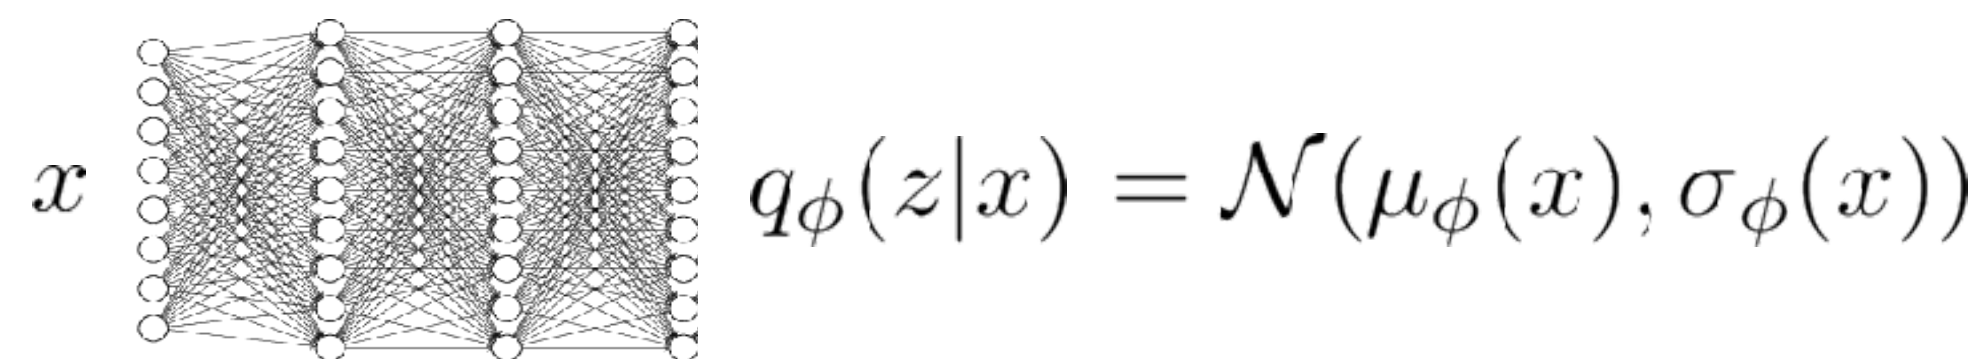 x q_ϕ(z|x) = 𝒩(μ_ϕ(x), σ_ϕ(x))